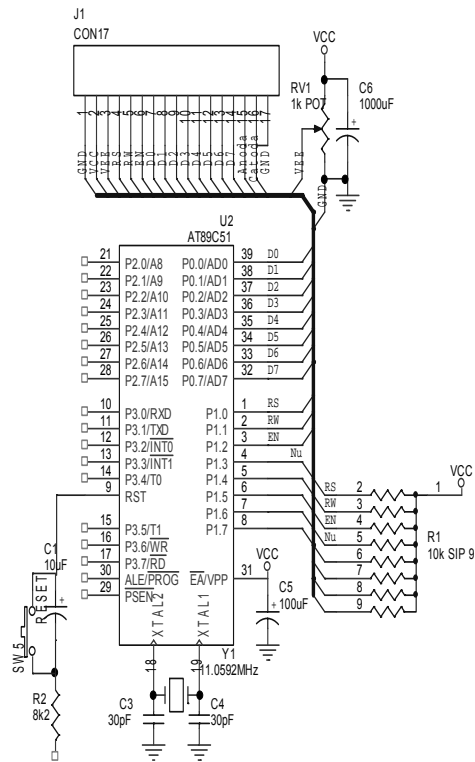 J1
CON17
1 2 3 4 5 6 7 8 9 10 11 12 13 14 15 16 17
GND VCC VEE RS RW EN D0 D1 D2 D3 D4 D5 D6 D7 Anoda Catoda GND
VCC
RV1
1k POT
C6
1000uF
VEE
GND
U2
AT89C51
21 P2.0/A8 P0.0/AD0 39 D0
22 P2.1/A9 P0.1/AD1 38 D1
23 P2.2/A10 P0.2/AD2 37 D2
24 P2.3/A11 P0.3/AD3 36 D3
25 P2.4/A12 P0.4/AD4 35 D4
26 P2.5/A13 P0.5/AD5 34 D5
27 P2.6/A14 P0.6/AD6 33 D6
28 P2.7/A15 P0.7/AD7 32 D7
10 P3.0/RXD P1.0 1 RS
11 P3.1/TXD P1.1 2 RW
12 P3.2/INT0 P1.2 3 EN
13 P3.3/INT1 P1.3 4 Nu
14 P3.4/T0 P1.4 5
9 RST P1.5 6
P1.6 7
15 P3.5/T1 P1.7 8
16 P3.6/WR
17 P3.7/RD
30 ALE/PROG EA/VPP 31
29 PSEN
XTAL2 XTAL1
18 19
VCC
RS 2 1
RW 3
EN 4
Nu 5
6
7
8
9
R1
10k SIP 9
VCC
C5
100uF
C1
10uF
RESET
SW5
R2
8k2
Y1
11.0592MHz
C3
30pF
C4
30pF